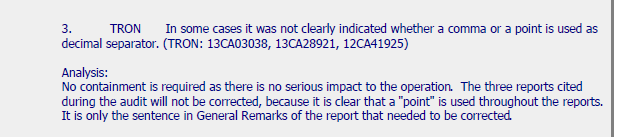 3. TRON In some cases it was not clearly indicated whether a comma or a point is used as
decimal separator. (TRON: 13CA03038, 13CA28921, 12CA41925)
Analysis:
No containment is required as there is no serious impact to the operation. The three reports cited
during the audit will not be corrected, because it is clear that a "point" is used throughout the reports.
It is only the sentence in General Remarks of the report that needed to be corrected.